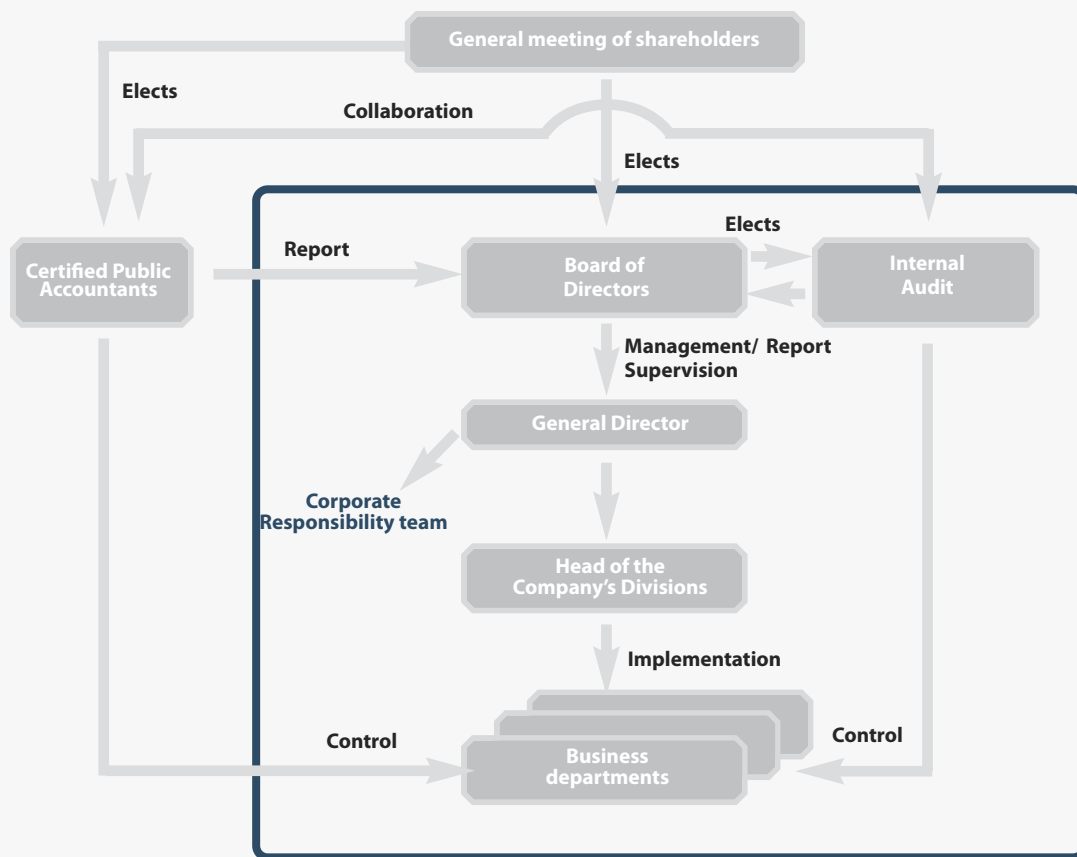 General meeting of shareholders
Elects
Collaboration
Elects
Elects
Report
Certified Public
Accountants
Board of
Directors
Internal
Audit
Management/ Report
Supervision
General Director
Corporate
Responsibility team
Head of the
Company’s Divisions
Implementation
Control
Control
Business
departments